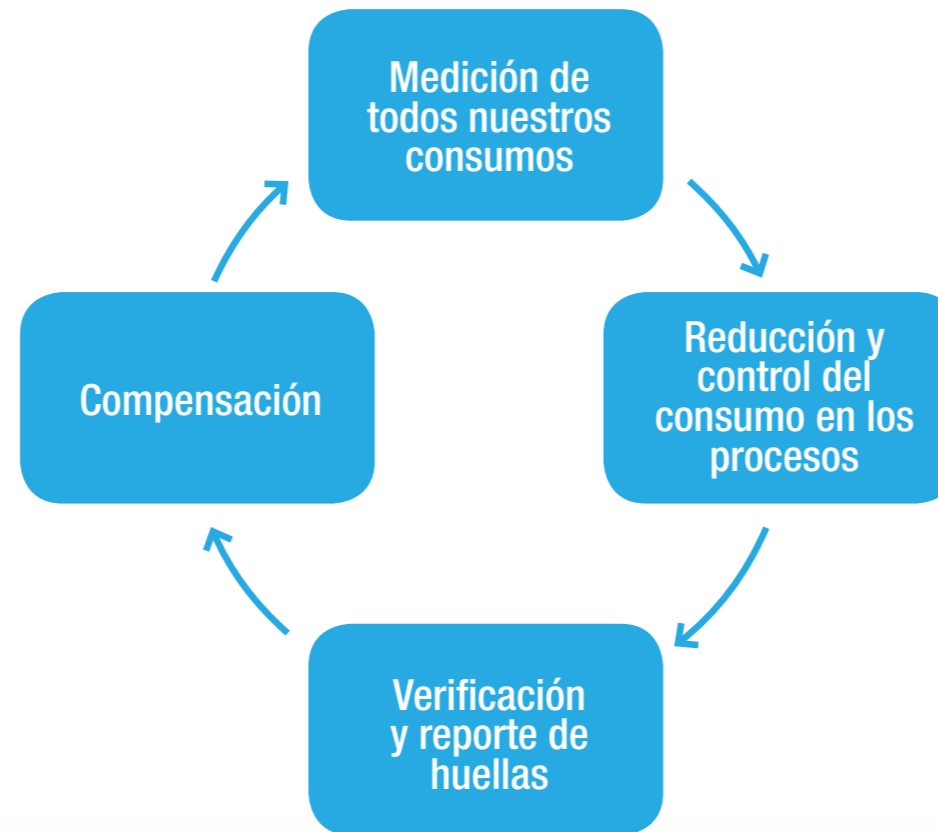 Medición de
todos nuestros
consumos
Reducción y
control del
consumo en los
procesos
Verificación
y reporte de
huellas
Compensación